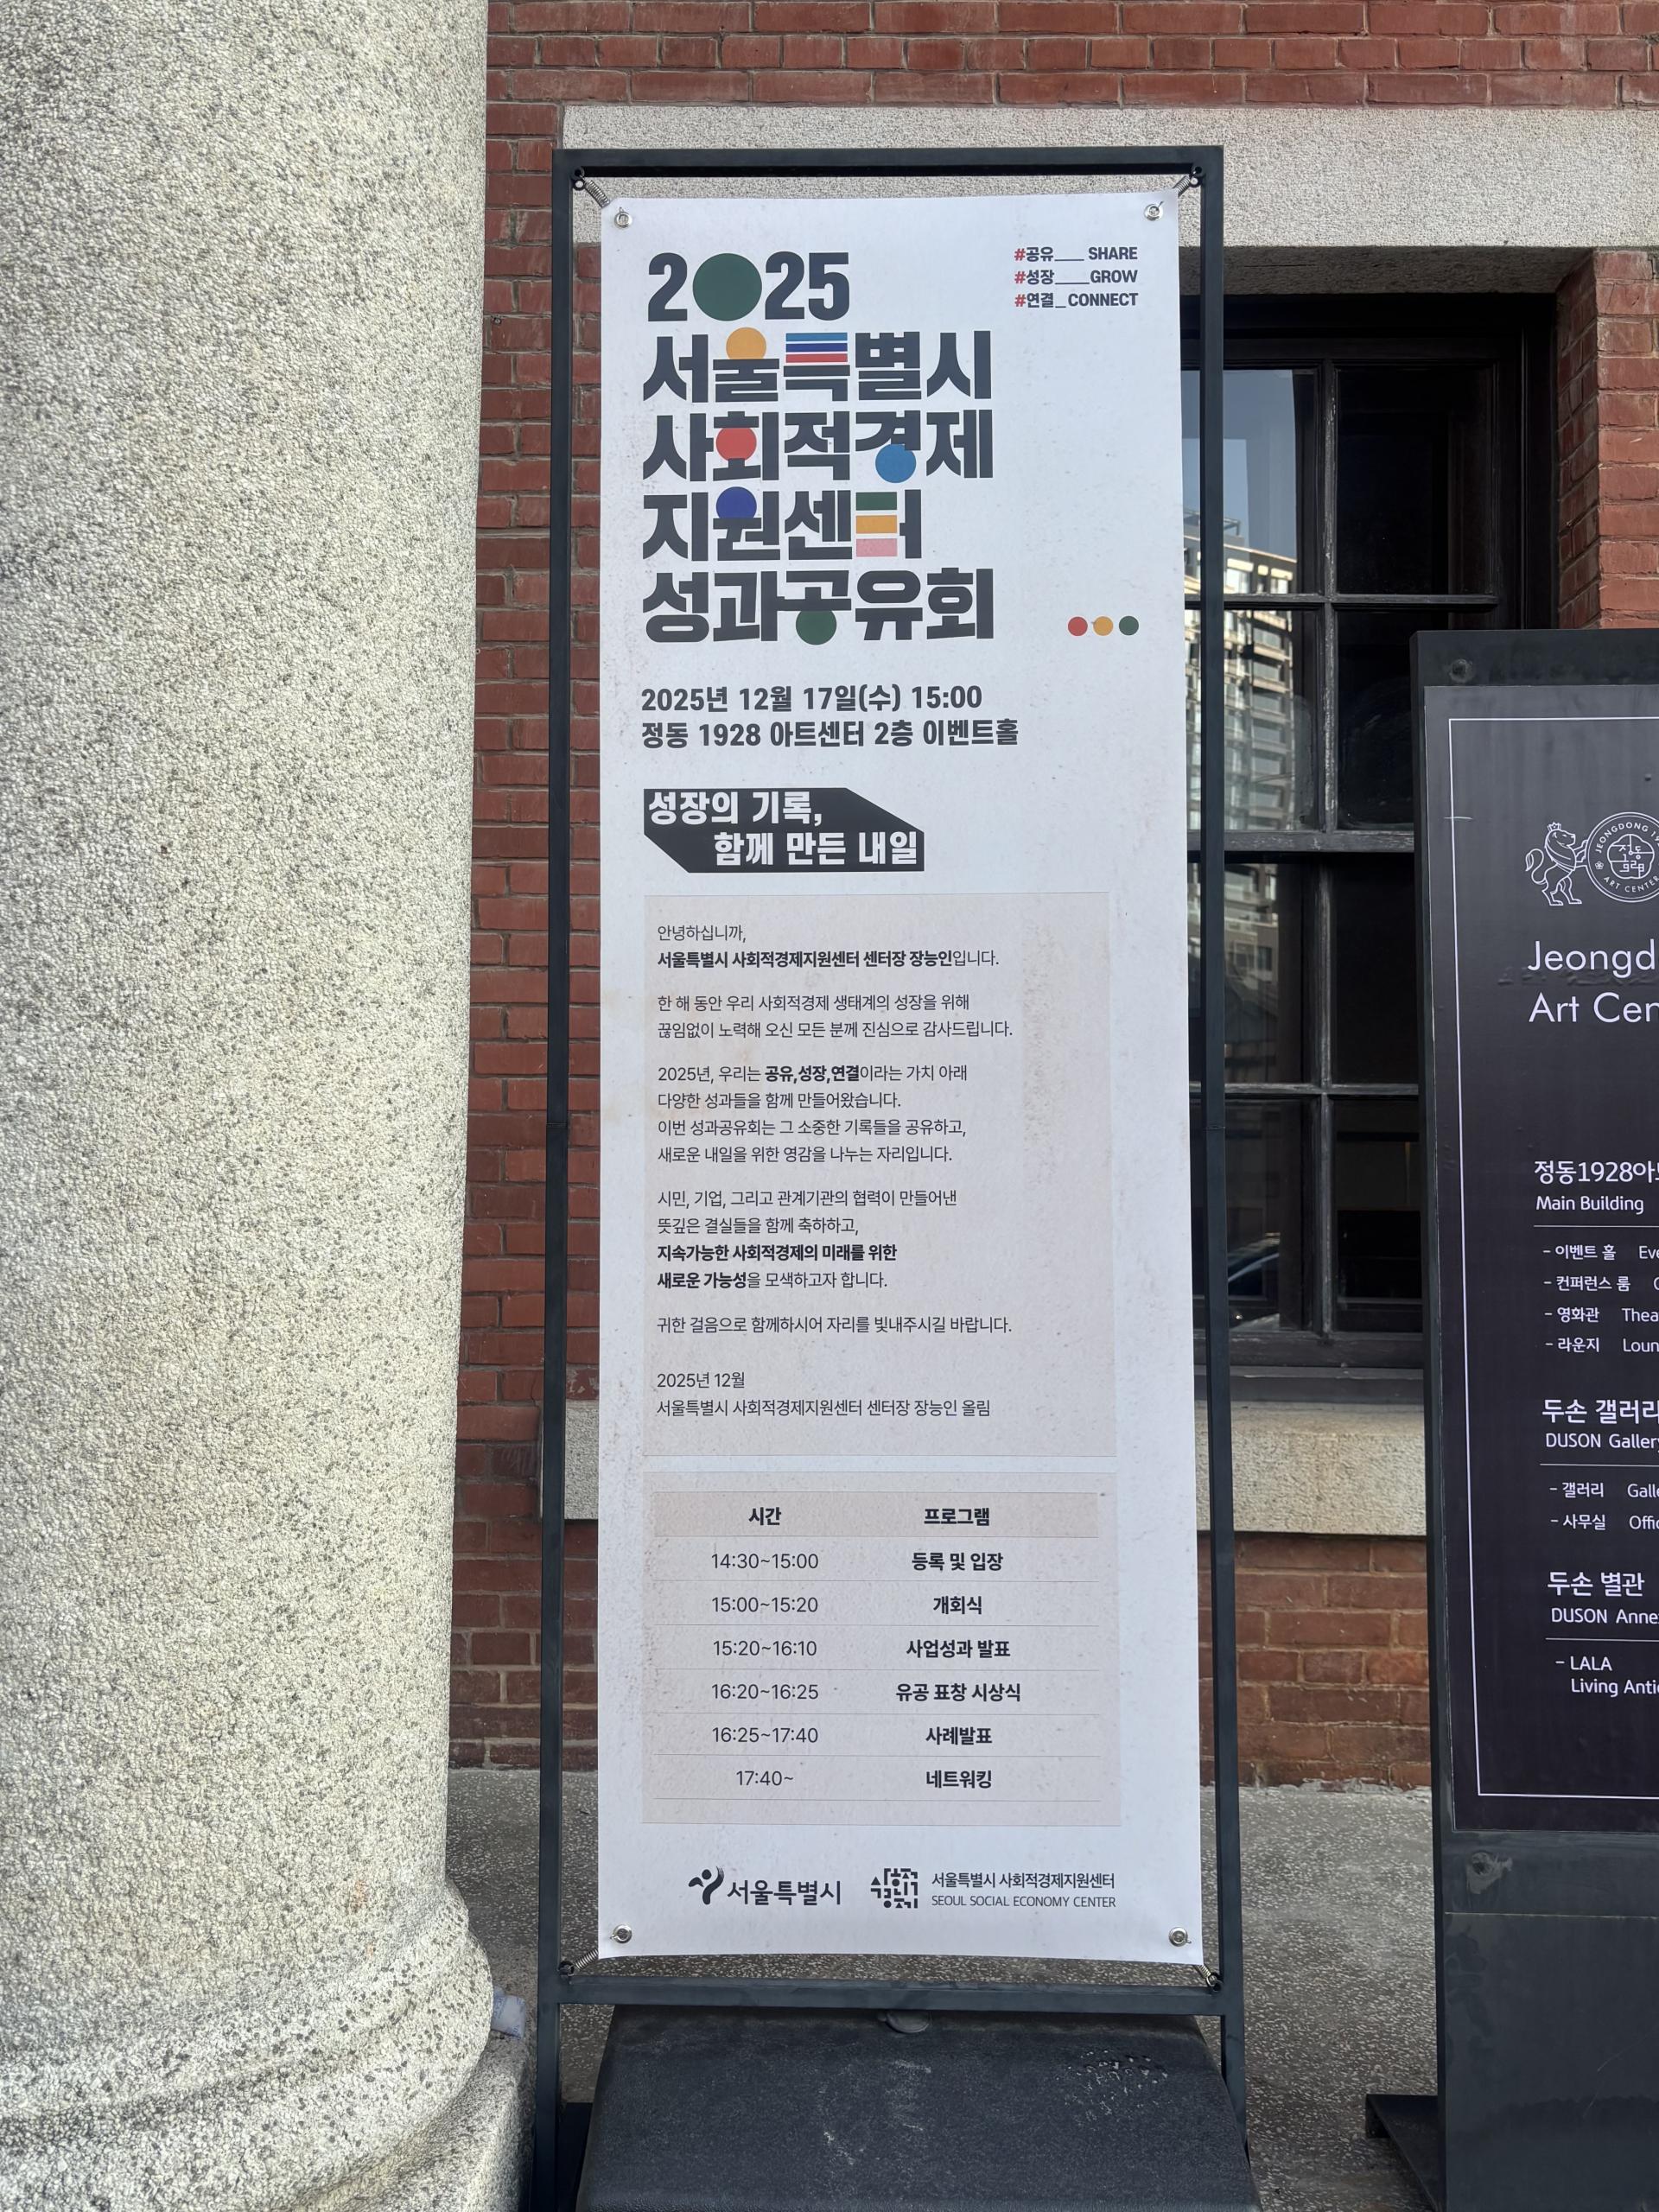 2025
서울특별시
사회적경제
지원센터
성과공유회
#공유___ SHARE
#성장____GROW
#연결_CONNECT
2025년 12월 17일(수) 15:00
정동 1928 아트센터 2층 이벤트홀
성장의 기록,
함께 만든 내일
안녕하십니까,
서울특별시 사회적경제지원센터 센터장 장능인입니다.
한 해 동안 우리 사회적경제 생태계의 성장을 위해
끊임없이 노력해 오신 모든 분께 진심으로 감사드립니다.
2025년, 우리는 공유,성장,연결이라는 가치 아래
다양한 성과들을 함께 만들어왔습니다.
이번 성과공유회는 그 소중한 기록들을 공유하고,
새로운 내일을 위한 영감을 나누는 자리입니다.
시민, 기업, 그리고 관계기관의 협력이 만들어낸
뜻깊은 결실들을 함께 축하하고,
지속가능한 사회적경제의 미래를 위한
새로운 가능성을 모색하고자 합니다.
귀한 걸음으로 함께하시어 자리를 빛내주시길 바랍니다.
2025년 12월
서울특별시 사회적경제지원센터 센터장 장능인 올림
시간 프로그램
14:30~15:00 등록 및 입장
15:00~15:20 개회식
15:20~16:10 사업성과 발표
16:20~16:25 유공 표창 시상식
16:25~17:40 사례발표
17:40~ 네트워킹
서울특별시
서울특별시 사회적경제지원센터
SEOUL SOCIAL ECONOMY CENTER
JEONGDONG 19
ART CENTER
Jeongd
Art Cen
정동1928아
Main Building
- 이벤트 홀 Eve
- 컨퍼런스 룸
- 영화관 Thea
- 라운지 Loun
두손 갤러리
DUSON Gallery
- 갤러리 Galle
- 사무실 Offic
두손 별관
DUSON Anne
- LALA
Living Anti